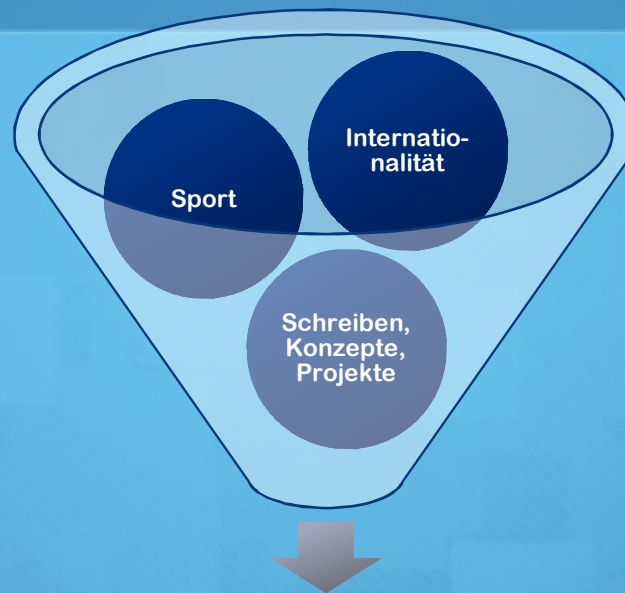 Internatio-
nalität
Sport
Schreiben,
Konzepte,
Projekte